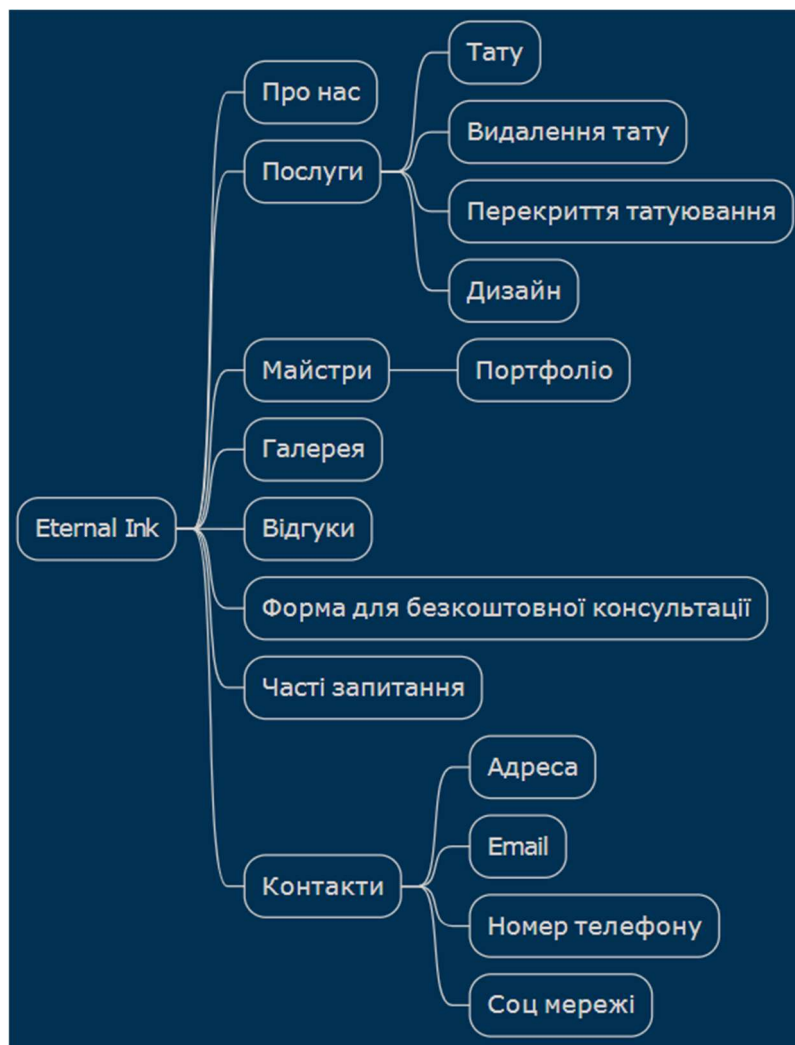 Eternal Ink
Про нас
Послуги
Тату
Видалення тату
Перекриття татуювання
Дизайн
Майстри
Портфоліо
Галерея
Відгуки
Форма для безкоштовної консультації
Часті запитання
Контакти
Адреса
Email
Номер телефону
Соц мережі